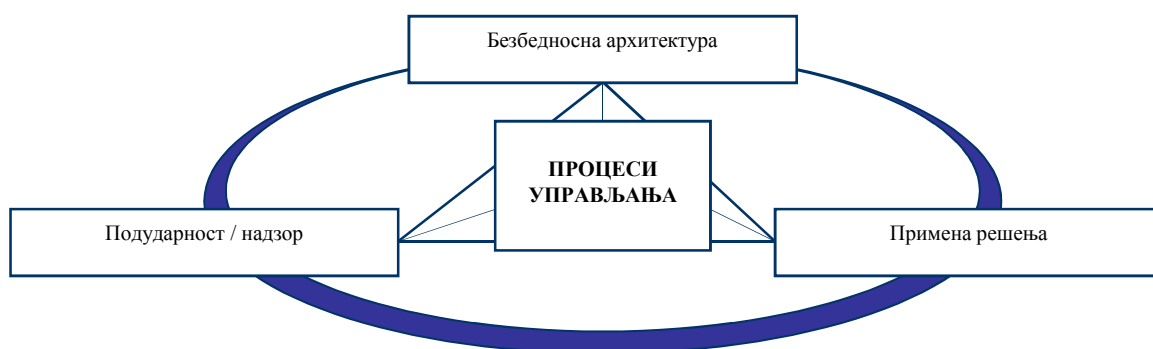 Безбедносна архитектура
ПРОЦЕСИ
УПРАВЉАЊА
Подударност / надзор
Примена решења